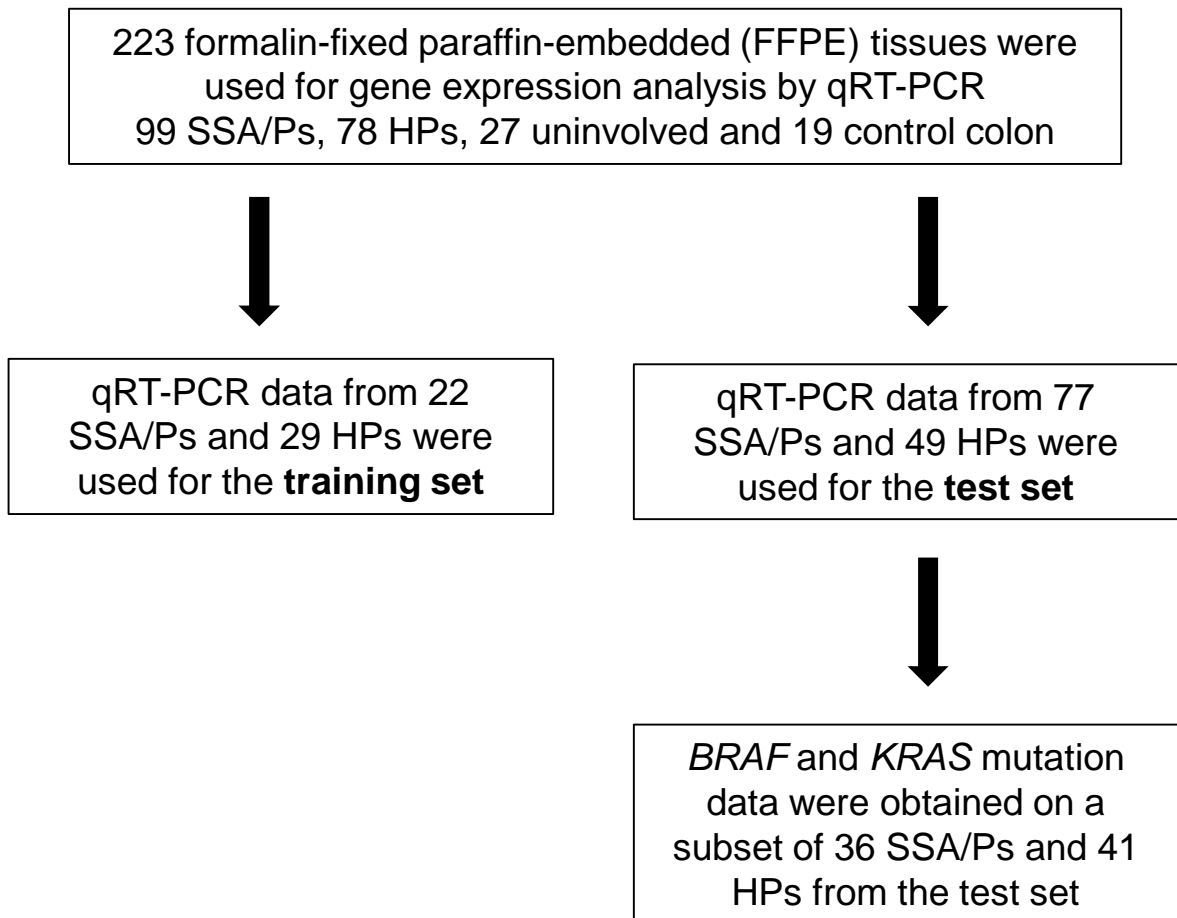 223 formalin-fixed paraffin-embedded (FFPE) tissues were
used for gene expression analysis by qRT-PCR
99 SSA/Ps, 78 HPs, 27 uninvolved and 19 control colon
qRT-PCR data from 22
SSA/Ps and 29 HPs were
used for the training set
qRT-PCR data from 77
SSA/Ps and 49 HPs were
used for the test set
BRAF and KRAS mutation
data were obtained on a
subset of 36 SSA/Ps and 41
HPs from the test set